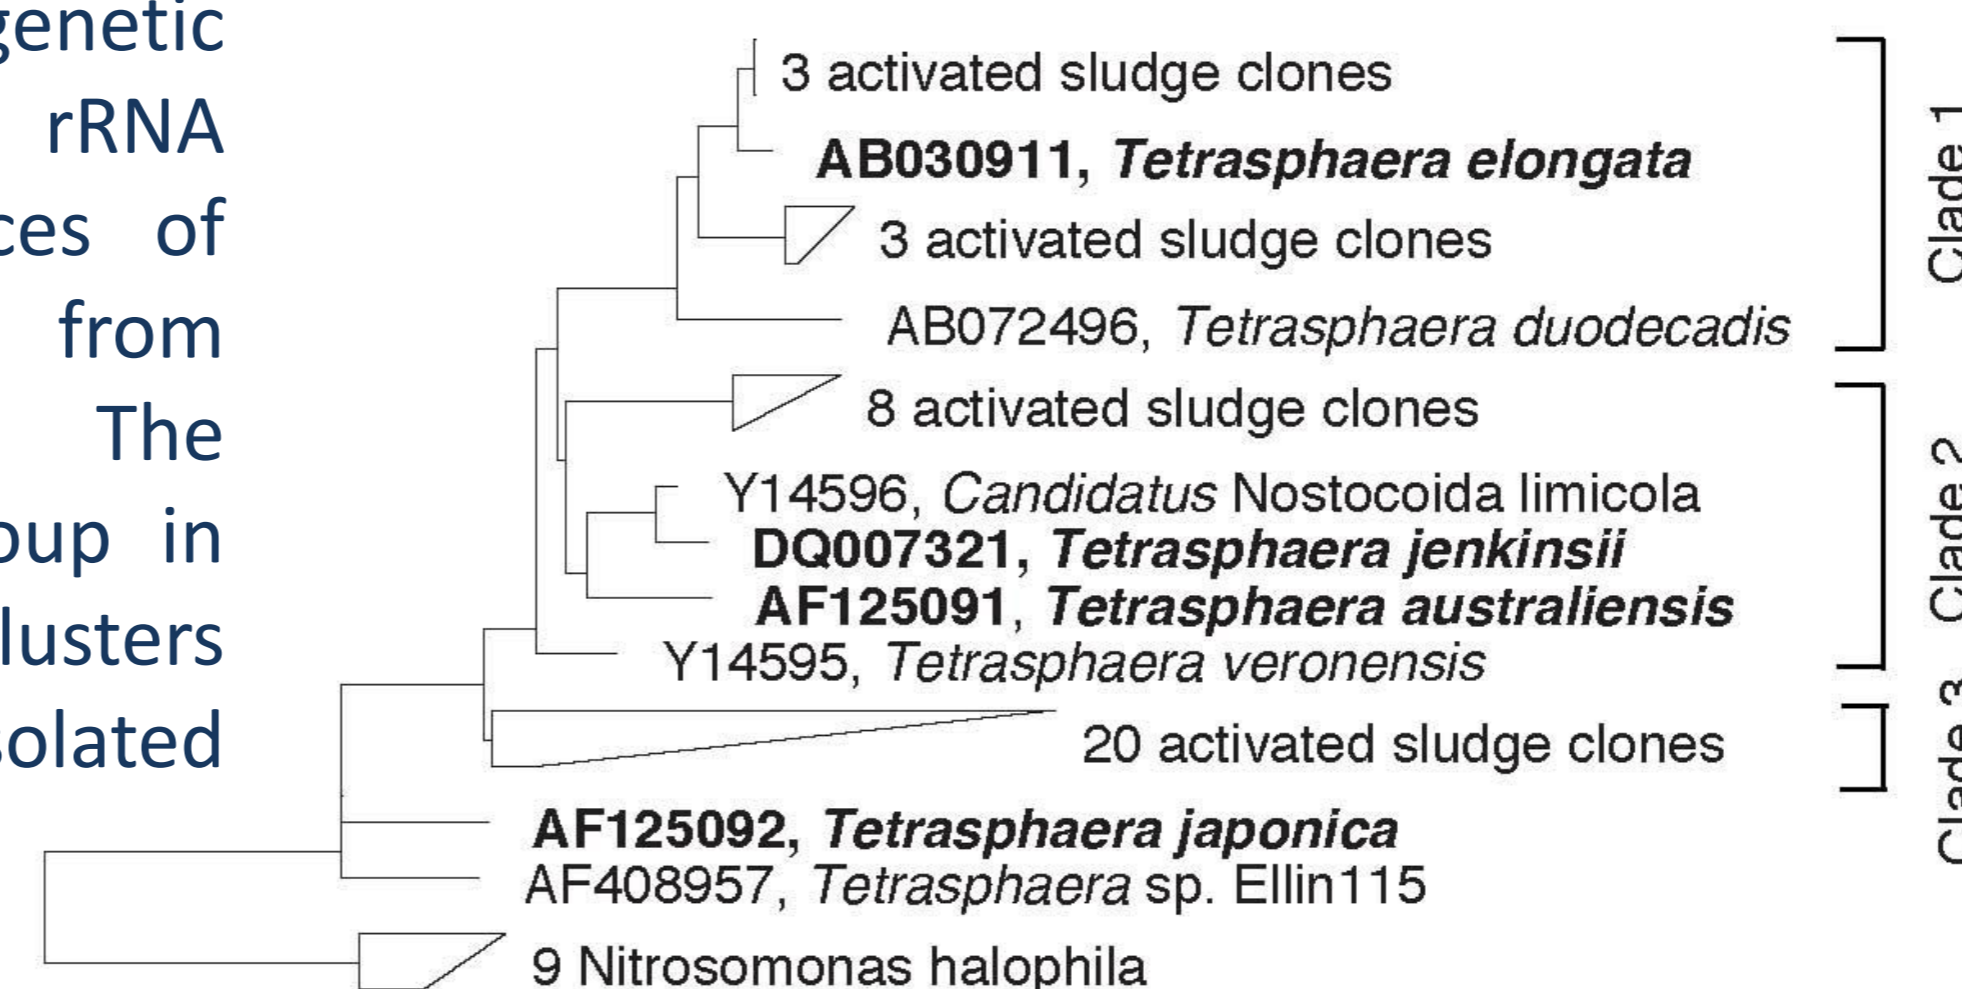 genetic
rRNA
ces of
from
The
oup in
lusters
solated
3 activated sludge clones
AB030911, Tetrasphaera elongata
3 activated sludge clones
AB072496, Tetrasphaera duodecadis
8 activated sludge clones
Y14596, Candidatus Nostocoida limicola
DQ007321, Tetrasphaera jenkinsii
AF125091, Tetrasphaera australiensis
Y14595, Tetrasphaera veronensis
20 activated sludge clones
AF125092, Tetrasphaera japonica
AF408957, Tetrasphaera sp. Ellin115
9 Nitrosomonas halophila
Clade 1
Clade 2
Clade 3